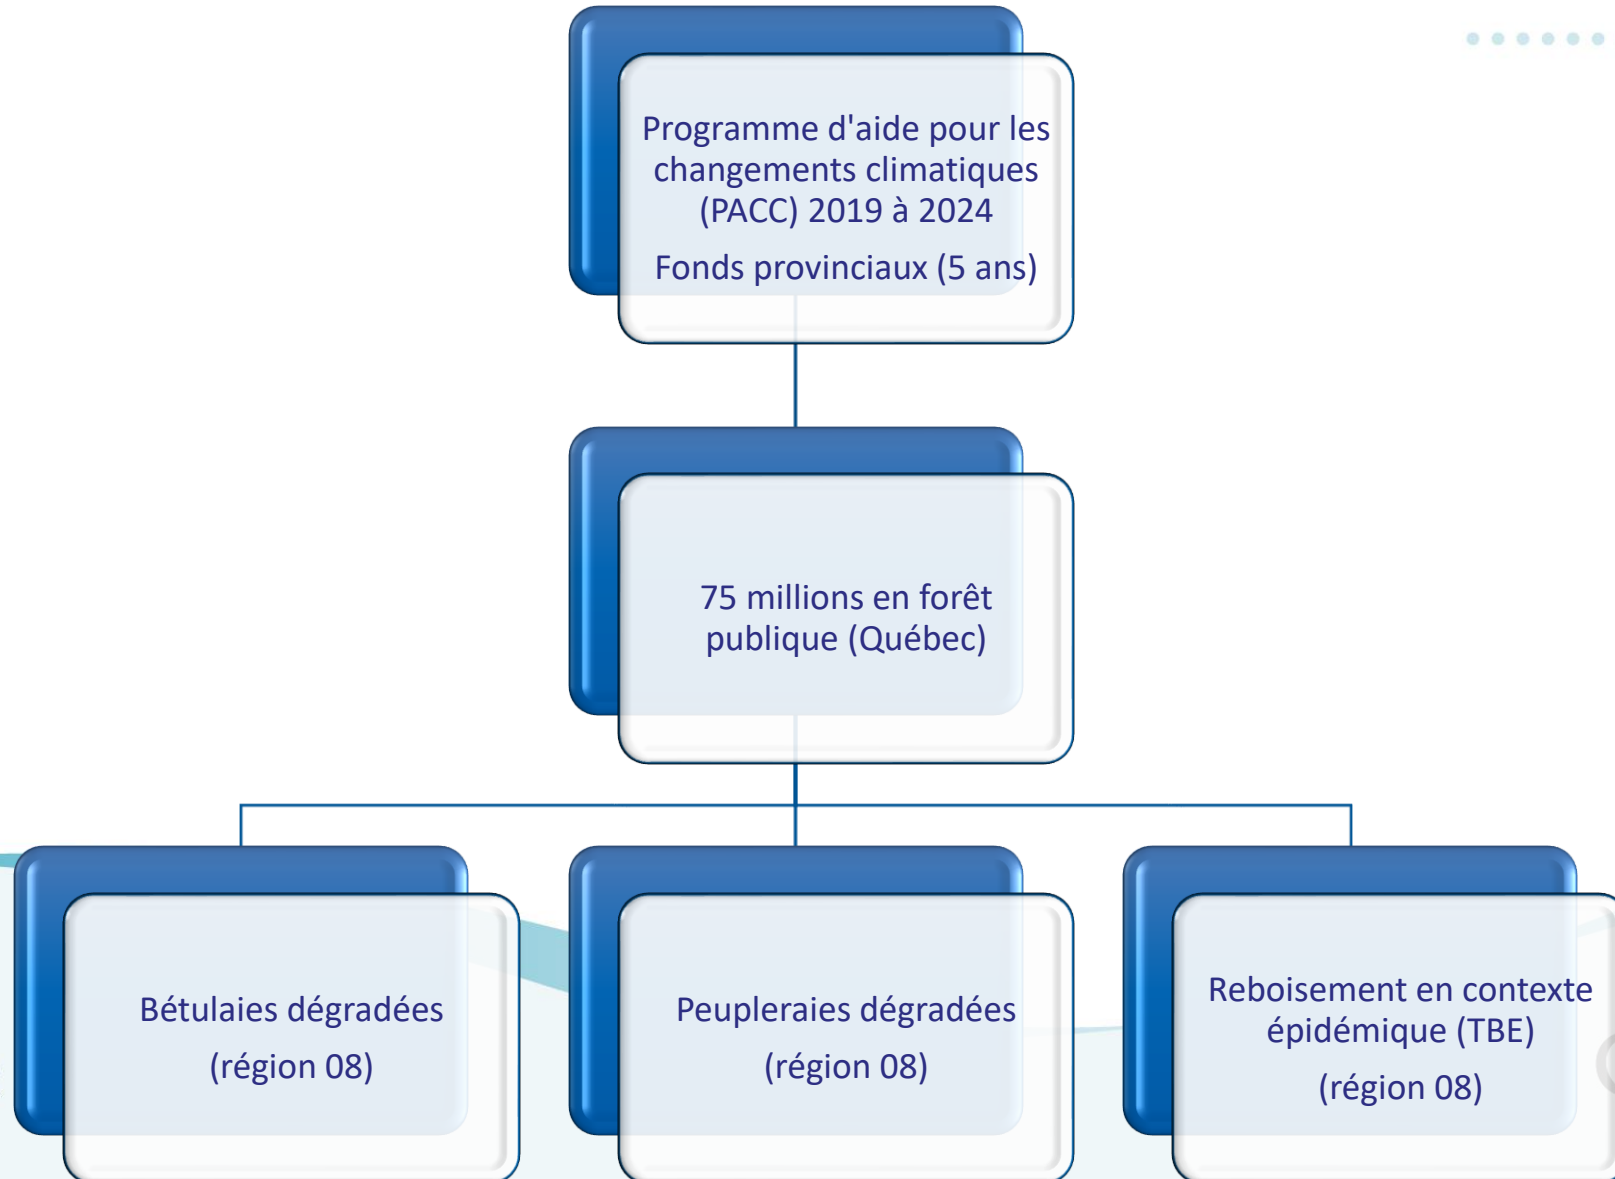 Programme d'aide pour les
changements climatiques
(PACC) 2019 à 2024
Fonds provinciaux (5 ans)
75 millions en forêt
publique (Québec)
Bétulaies dégradées
(région 08)
Peupleraies dégradées
(région 08)
Reboisement en contexte
épidémique (TBE)
(région 08)